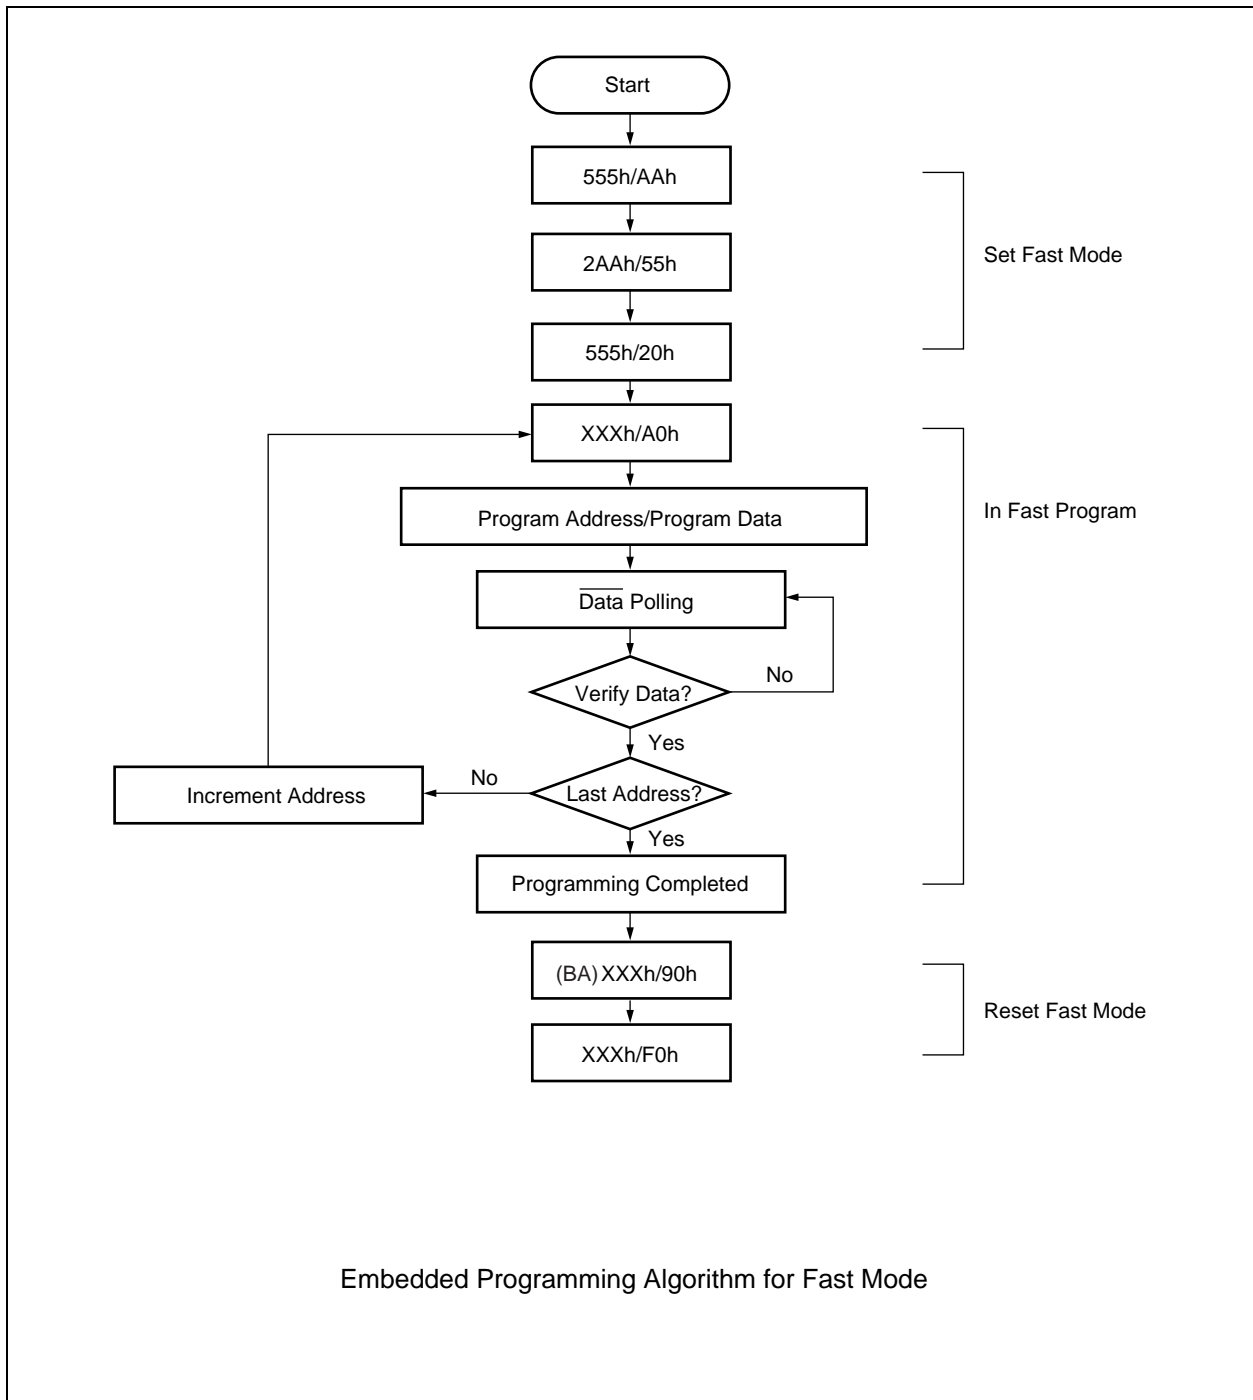 Start
555h/AAh
2AAh/55h
Set Fast Mode
555h/20h
XXXh/A0h
Program Address/Program Data
In Fast Program
Data Polling
Verify Data?
No
Yes
Increment Address
No
Last Address?
Yes
Programming Completed
(BA) XXXh/90h
Reset Fast Mode
XXXh/F0h
Embedded Programming Algorithm for Fast Mode